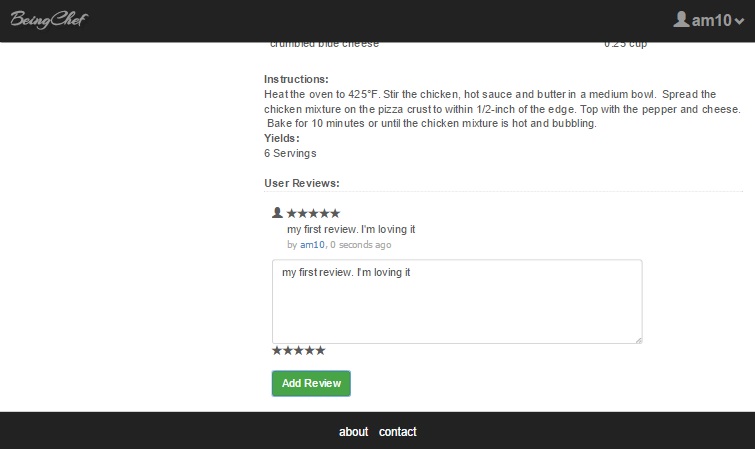 BeingChef
am10
crumbled blue cheese 0.25 cup
Instructions:
Heat the oven to 425°F. Stir the chicken, hot sauce and butter in a medium bowl. Spread the
chicken mixture on the pizza crust to within 1/2-inch of the edge. Top with the pepper and cheese.
Bake for 10 minutes or until the chicken mixture is hot and bubbling.
Yields:
6 Servings
User Reviews:
★★★★★
my first review. I'm loving it
by am10, 0 seconds ago
my first review. I'm loving it
★★★★★
Add Review
about contact